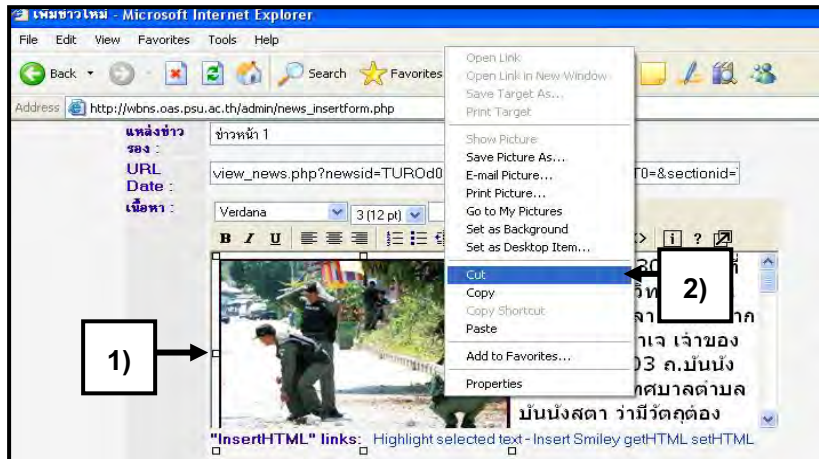 เพิ่มข่าวใหม่ - Microsoft Internet Explorer
File Edit View Favorites Tools Help
Back Search Favorites
Address http://wbns.oas.psu.ac.th/admin/news_insertform.php
แหล่งข่าวรอง : ข่าวหน้า 1
URL Date : view_news.php?newsid=TUROd0 T0=&sectionid=
เนื้อหา : Verdana 3 (12 pt)
B I U i ?
Open Link
Open Link in New Window
Save Target As...
Print Target
Show Picture
Save Picture As...
E-mail Picture...
Print Picture...
Go to My Pictures
Set as Background
Set as Desktop Item...
Cut
Copy
Copy Shortcut
Paste
Add to Favorites...
Properties
1)
2)
เจ้าของ
03 ถ.บันนัง
ทศบาลตำบล
บันนังสตา ว่ามีวัตถุต้อง
"InsertHTML" links: Highlight selected text - Insert Smiley getHTML setHTML